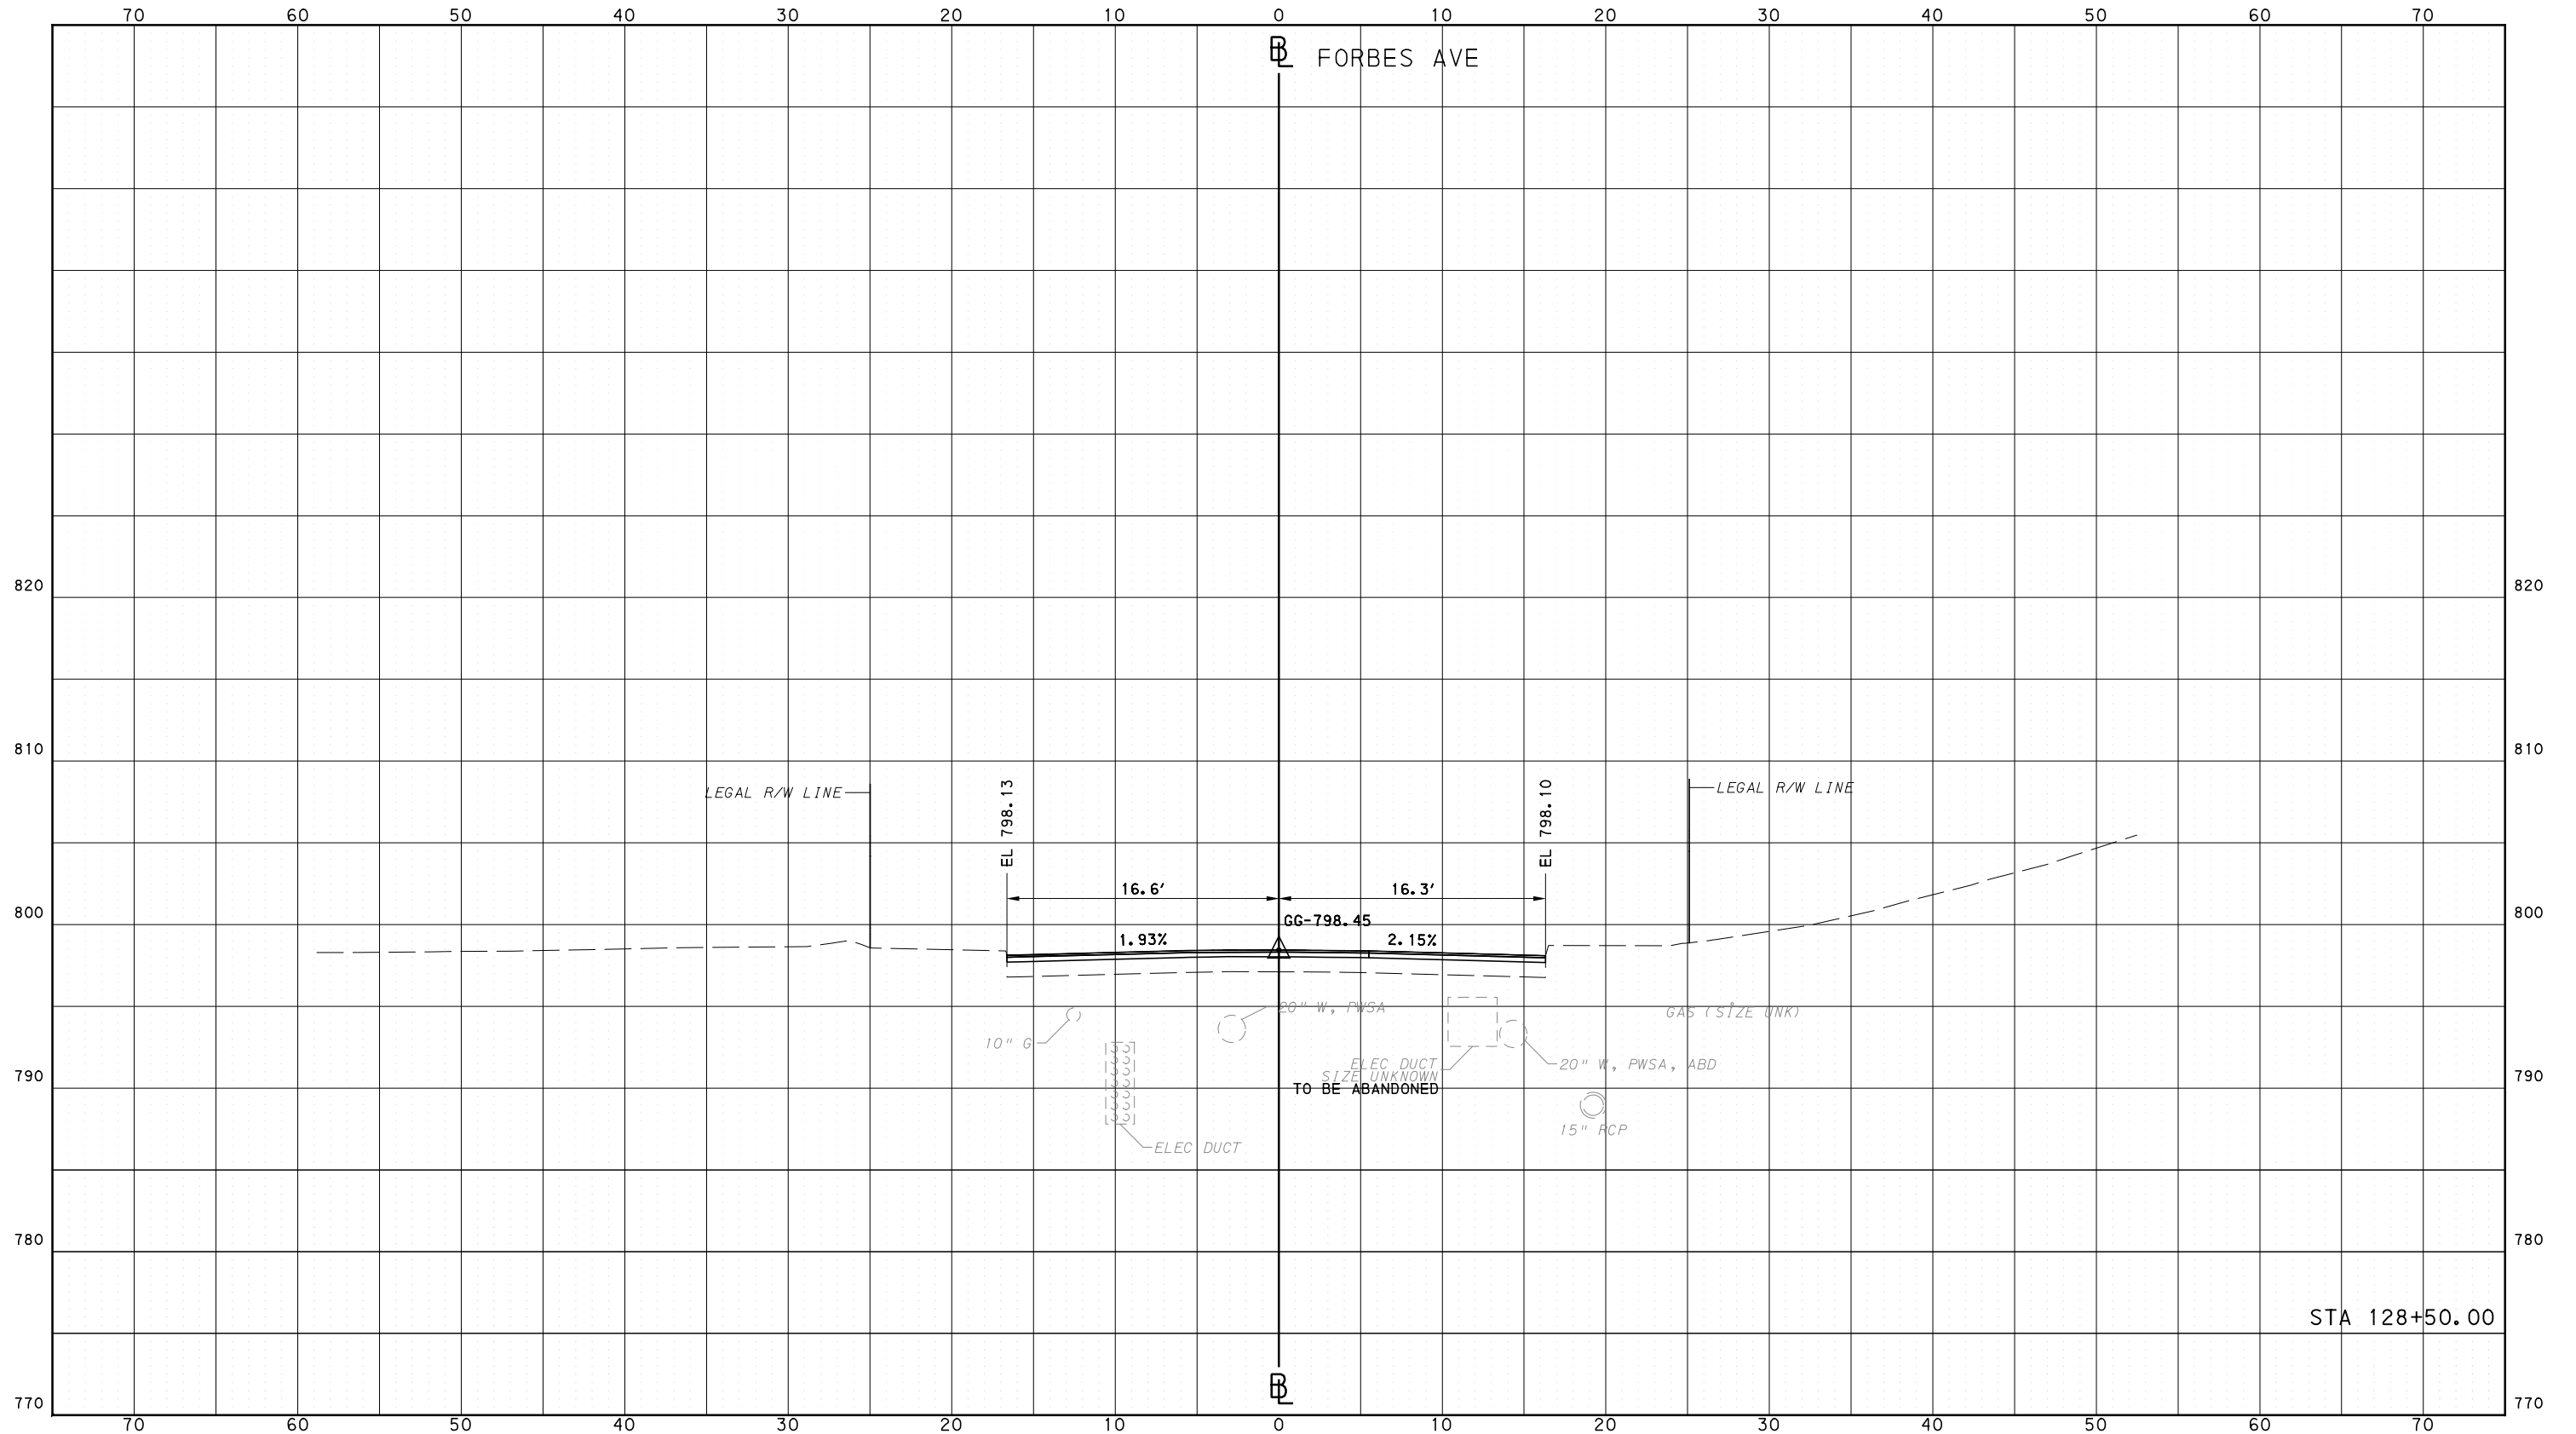 70 60 50 40 30 20 10 0 10 20 30 40 50 60 70
BL FORBES AVE
820 820
810 810
LEGAL R/W LINE
EL 798.13
EL 798.10
LEGAL R/W LINE
16.6' 16.3'
800 800
GG-798.45
1.93% 2.15%
10" G
20" W, PWSA
GAS (SIZE UNK)
ELEC DUCT
SIZE UNKNOWN
TO BE ABANDONED
20" W, PWSA, ABD
790 790
15" RCP
ELEC DUCT
780 780
STA 128+50.00
BL
770 770
70 60 50 40 30 20 10 0 10 20 30 40 50 60 70